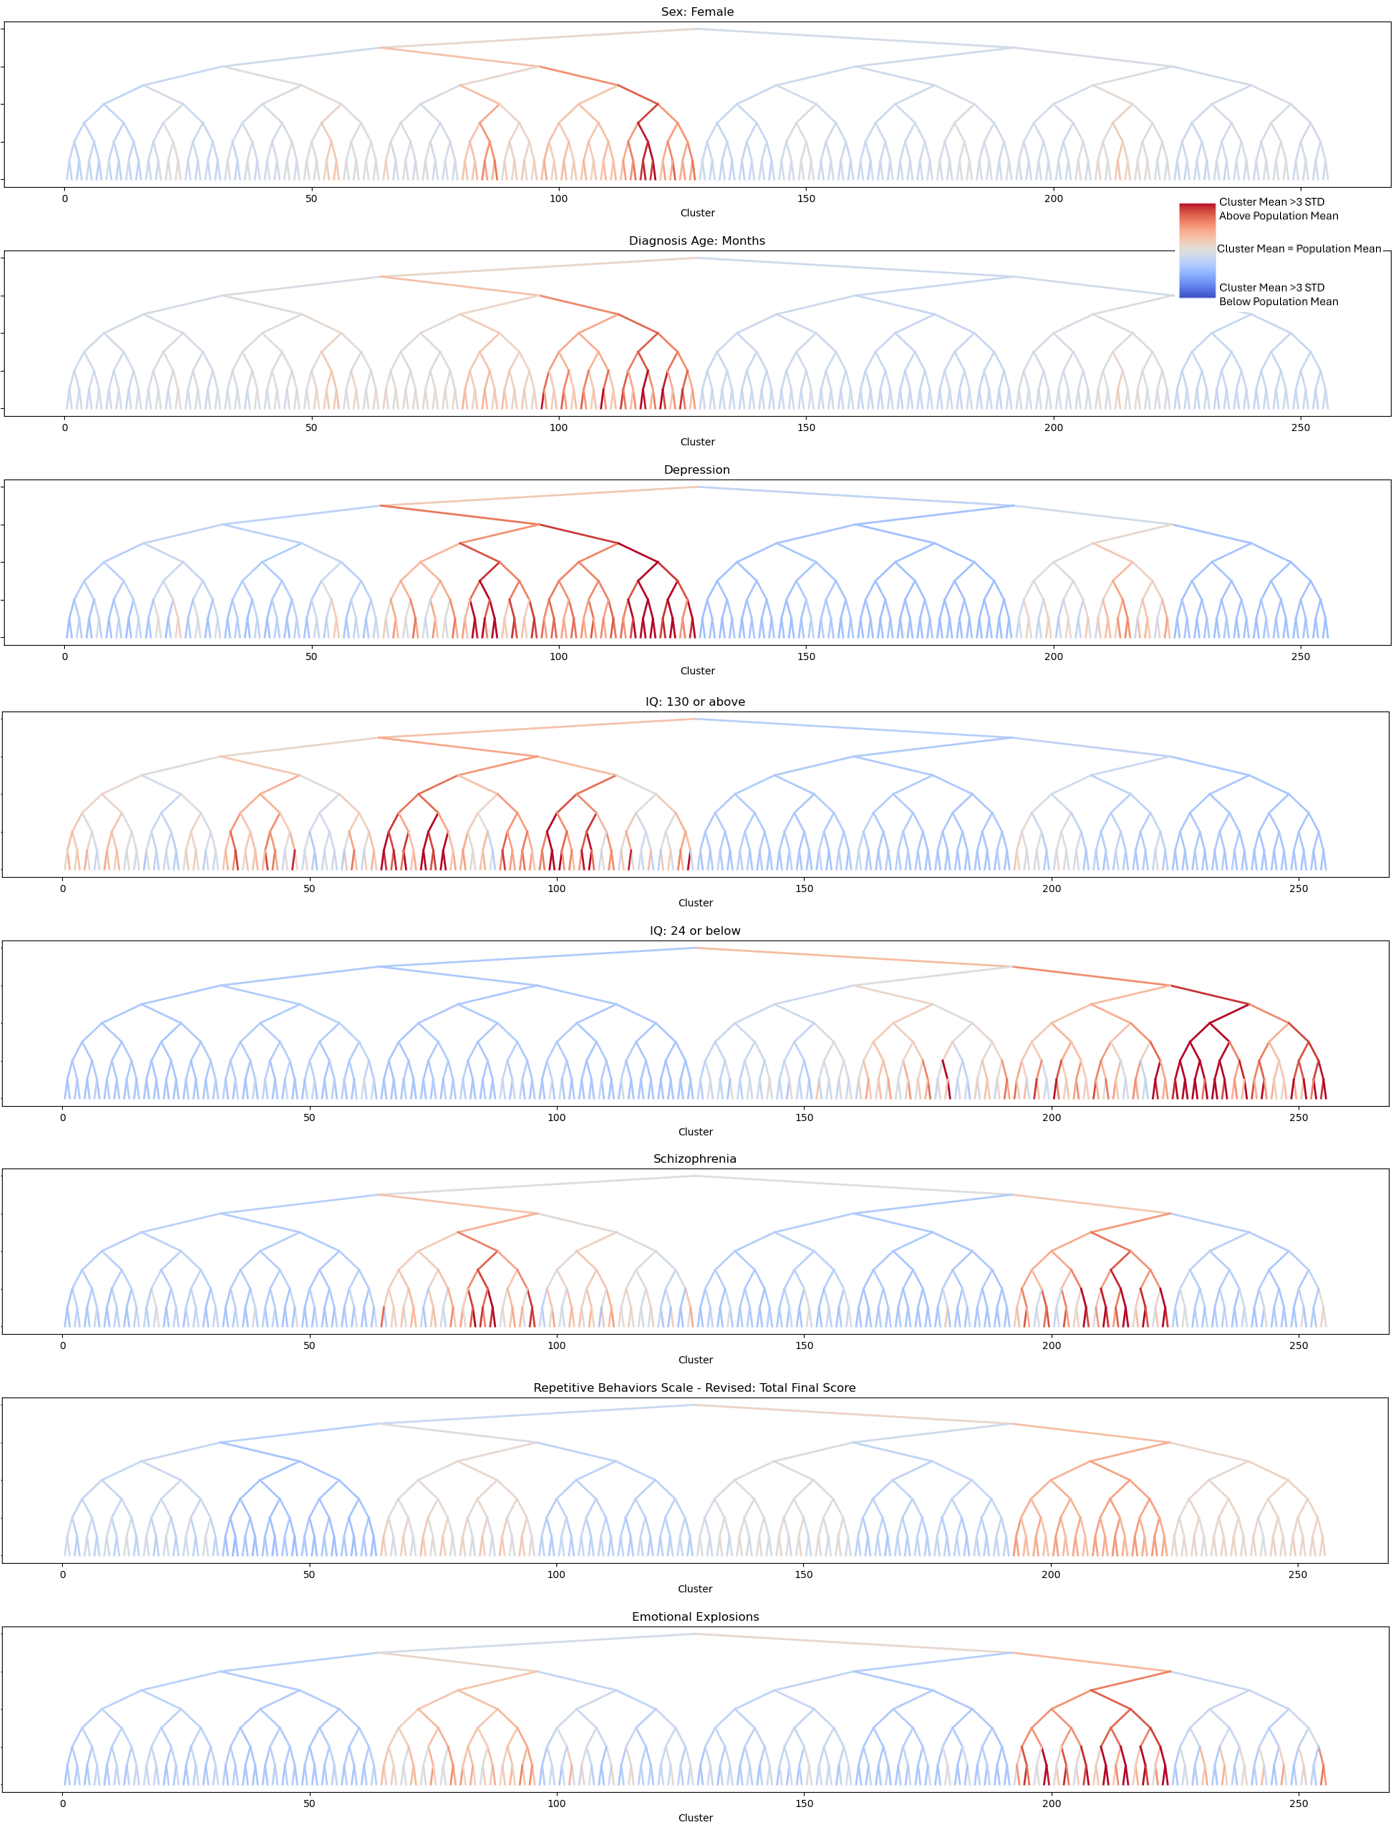 Sex: Female
0 50 100 150 200 250
Cluster
Cluster Mean >3 STD
Above Population Mean
Cluster Mean = Population Mean
Cluster Mean >3 STD
Below Population Mean
Diagnosis Age: Months
0 50 100 150 200 250
Cluster
Depression
0 50 100 150 200 250
Cluster
IQ: 130 or above
0 50 100 150 200 250
Cluster
IQ: 24 or below
0 50 100 150 200 250
Cluster
Schizophrenia
0 50 100 150 200 250
Cluster
Repetitive Behaviors Scale - Revised: Total Final Score
0 50 100 150 200 250
Cluster
Emotional Explosions
0 50 100 150 200 250
Cluster